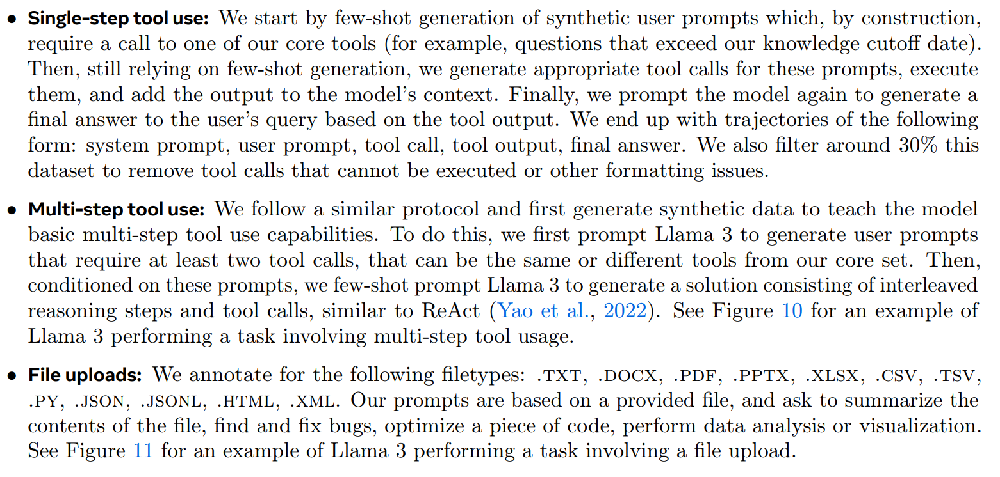 • Single-step tool use: We start by few-shot generation of synthetic user prompts which, by construction,
require a call to one of our core tools (for example, questions that exceed our knowledge cutoff date).
Then, still relying on few-shot generation, we generate appropriate tool calls for these prompts, execute
them, and add the output to the model's context. Finally, we prompt the model again to generate a
final answer to the user's query based on the tool output. We end up with trajectories of the following
form: system prompt, user prompt, tool call, tool output, final answer. We also filter around 30% this
dataset to remove tool calls that cannot be executed or other formatting issues.
• Multi-step tool use: We follow a similar protocol and first generate synthetic data to teach the model
basic multi-step tool use capabilities. To do this, we first prompt Llama 3 to generate user prompts
that require at least two tool calls, that can be the same or different tools from our core set. Then,
conditioned on these prompts, we few-shot prompt Llama 3 to generate a solution consisting of interleaved
reasoning steps and tool calls, similar to ReAct (Yao et al., 2022). See Figure 10 for an example of
Llama 3 performing a task involving multi-step tool usage.
• File uploads: We annotate for the following filetypes: .TXT, .DOCX, .PDF, .PPTX, .XLSX, .CSV, .TSV,
.PY, .JSON, .JSONL, .HTML, .XML. Our prompts are based on a provided file, and ask to summarize the
contents of the file, find and fix bugs, optimize a piece of code, perform data analysis or visualization.
See Figure 11 for an example of Llama 3 performing a task involving a file upload.